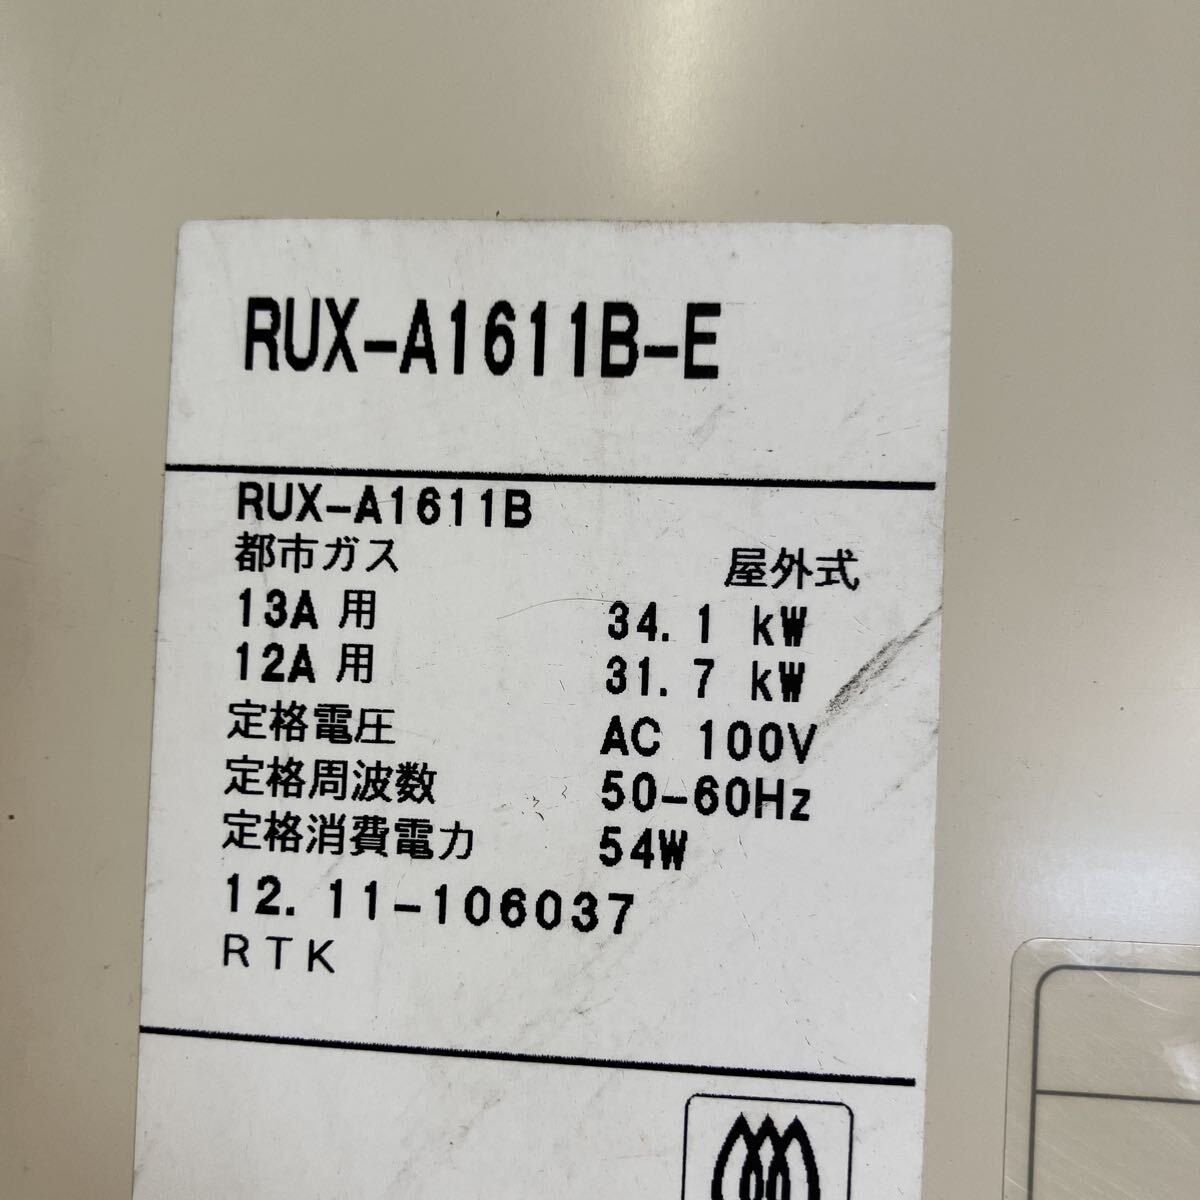 RUX-A1611B-E
RUX-A1611B
都市ガス 屋外式
13A 用 34.1 kW
12A 用 31.7 kW
定格電圧 AC 100V
定格周波数 50-60Hz
定格消費電力 54W
12.11-106037
RTK